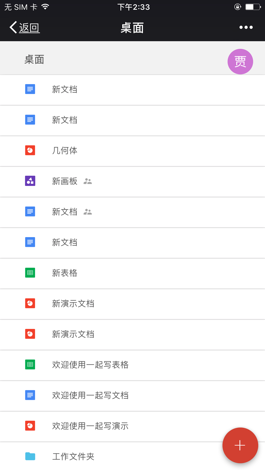 无 SIM 卡 下午2:33
返回 桌面
桌面 贾
新文档
新文档
几何体
新画板
新文档
新文档
新表格
新演示文档
新演示文档
欢迎使用一起写表格
欢迎使用一起写文档
欢迎使用一起写演示
工作文件夹